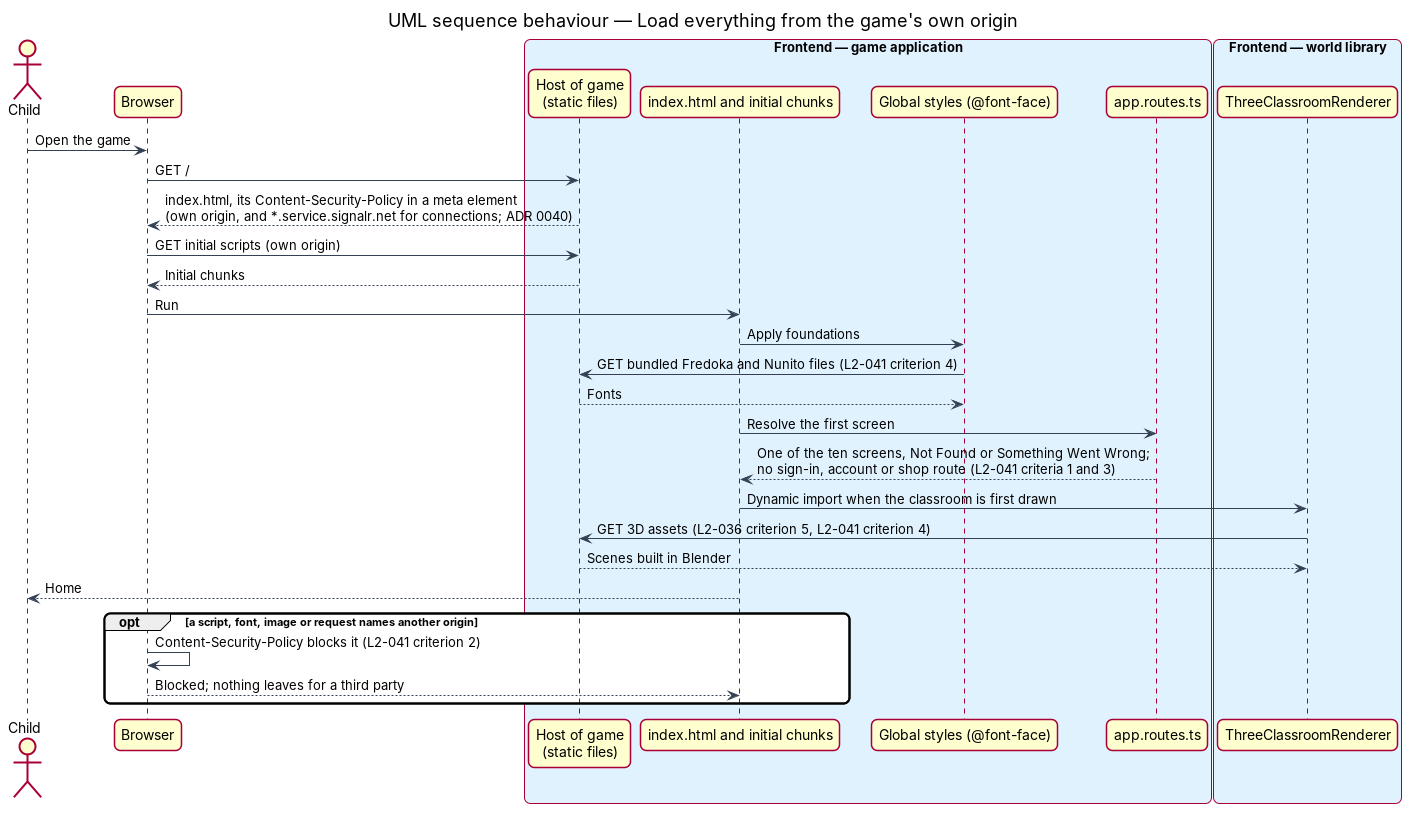 UML sequence behaviour — Load everything from the game's own origin
Frontend — game application
Frontend — world library
Child
Browser
Host of game
(static files)
index.html and initial chunks
Global styles (@font-face)
app.routes.ts
ThreeClassroomRenderer
Open the game
GET /
index.html, its Content-Security-Policy in a meta element
(own origin, and *.service.signalr.net for connections; ADR 0040)
GET initial scripts (own origin)
Initial chunks
Run
Apply foundations
GET bundled Fredoka and Nunito files (L2-041 criterion 4)
Fonts
Resolve the first screen
One of the ten screens, Not Found or Something Went Wrong;
no sign-in, account or shop route (L2-041 criteria 1 and 3)
Dynamic import when the classroom is first drawn
GET 3D assets (L2-036 criterion 5, L2-041 criterion 4)
Scenes built in Blender
Home
opt
[a script, font, image or request names another origin]
Content-Security-Policy blocks it (L2-041 criterion 2)
Blocked; nothing leaves for a third party
Child
Browser
Host of game
(static files)
index.html and initial chunks
Global styles (@font-face)
app.routes.ts
ThreeClassroomRenderer